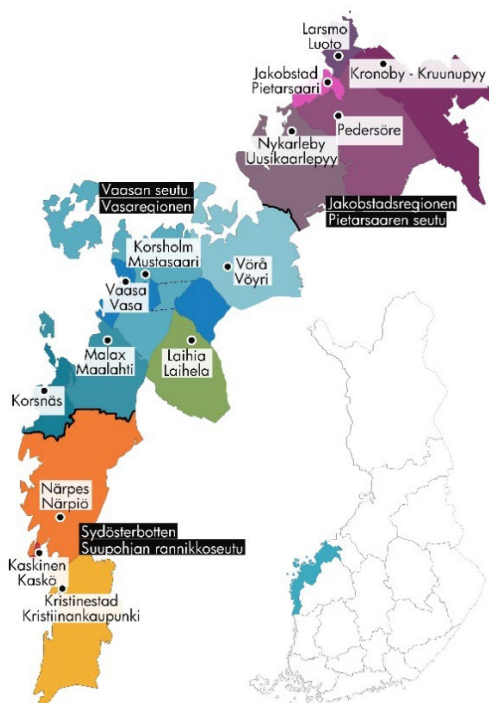 Larsmo
Luoto
Jakobstad
Pietarsaari
Kronoby - Kruunupyy
Pedersöre
Nykarleby
Uusikaarlepyy
Vaasan seutu
Vasaregionen
Jakobstadsregionen
Pietarsaaren seutu
Korsholm
Mustasaari
Vörå
Vöyri
Vaasa
Vasa
Malax
Maalahti
Laihia
Laihela
Korsnäs
Närpes
Närpiö
Sydösterbotten
Suupohjan rannikkoseutu
Kaskinen
Kaskö
Kristinestad
Kristiinankaupunki